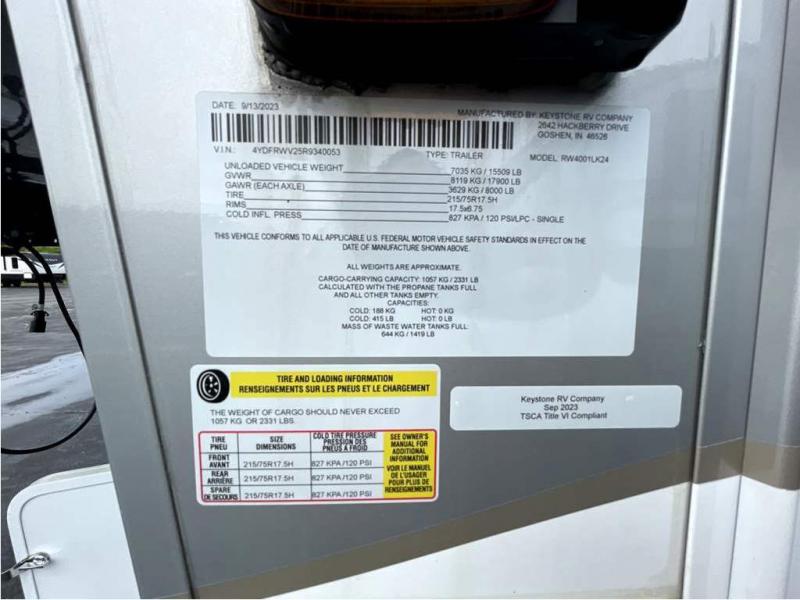 DATE: 9/13/2023
MANUFACTURED BY: KEYSTONE RV COMPANY
2642 HACKBERRY DRIVE
GOSHEN, IN 46526
V.I.N.: 4YDFRWV25R9340053
TYPE: TRAILER MODEL: RW4001LK24
UNLOADED VEHICLE WEIGHT 7035 KG / 15509 LB
GVWR 8119 KG / 17900 LB
GAWR (EACH AXLE) 3629 KG / 8000 LB
TIRE 215/75R17.5H
RIMS 17.5x6.75
COLD INFL. PRESS 827 KPA / 120 PSI/LPC - SINGLE
THIS VEHICLE CONFORMS TO ALL APPLICABLE U.S. FEDERAL MOTOR VEHICLE SAFETY STANDARDS IN EFFECT ON THE
DATE OF MANUFACTURE SHOWN ABOVE.
ALL WEIGHTS ARE APPROXIMATE.
CARGO-CARRYING CAPACITY: 1057 KG / 2331 LB
CALCULATED WITH THE PROPANE TANKS FULL
AND ALL OTHER TANKS EMPTY.
CAPACITIES:
COLD: 188 KG HOT: 0 KG
COLD: 415 LB HOT: 0 LB
MASS OF WASTE WATER TANKS FULL:
644 KG / 1419 LB
TIRE AND LOADING INFORMATION
RENSEIGNEMENTS SUR LES PNEUS ET LE CHARGEMENT
THE WEIGHT OF CARGO SHOULD NEVER EXCEED
1057 KG OR 2331 LBS.
TIRE
PNEU
SIZE
DIMENSIONS
COLD TIRE PRESSURE
PRESSION DES
PNEUS A FROID
FRONT
AVANT
215/75R17.5H
827 KPA /120 PSI
REAR
ARRIÈRE
215/75R17.5H
827 KPA /120 PSI
SPARE
DE SECOURS
215/75R17.5H
827 KPA /120 PSI
SEE OWNER'S
MANUAL FOR
ADDITIONAL
INFORMATION
VOIR LE MANUEL
DE L'USAGER
POUR PLUS DE
RENSEIGNEMENTS
Keystone RV Company
Sep 2023
TSCA Title VI Compliant